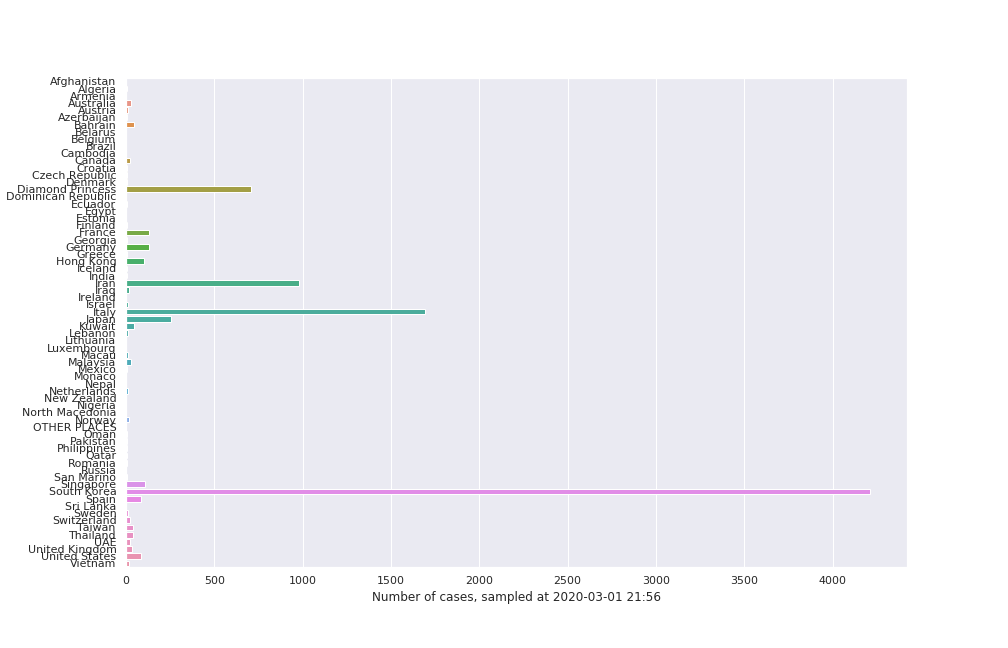 Afghanistan
Algeria
Armenia
Australia
Austria
Azerbaijan
Bahrain
Belarus
Belgium
Brazil
Cambodia
Canada
Croatia
Czech Republic
Denmark
Diamond Princess
Dominican Republic
Ecuador
Egypt
Estonia
Finland
France
Georgia
Germany
Greece
Hong Kong
Iceland
India
Iran
Iraq
Ireland
Israel
Italy
Japan
Kuwait
Lebanon
Lithuania
Luxembourg
Macau
Malaysia
Mexico
Monaco
Nepal
Netherlands
New Zealand
Nigeria
North Macedonia
Norway
OTHER PLACES
Oman
Pakistan
Philippines
Qatar
Romania
Russia
San Marino
Singapore
South Korea
Spain
Sri Lanka
Sweden
Switzerland
Taiwan
Thailand
UAE
United Kingdom
United States
Vietnam
0 500 1000 1500 2000 2500 3000 3500 4000
Number of cases, sampled at 2020-03-01 21:56